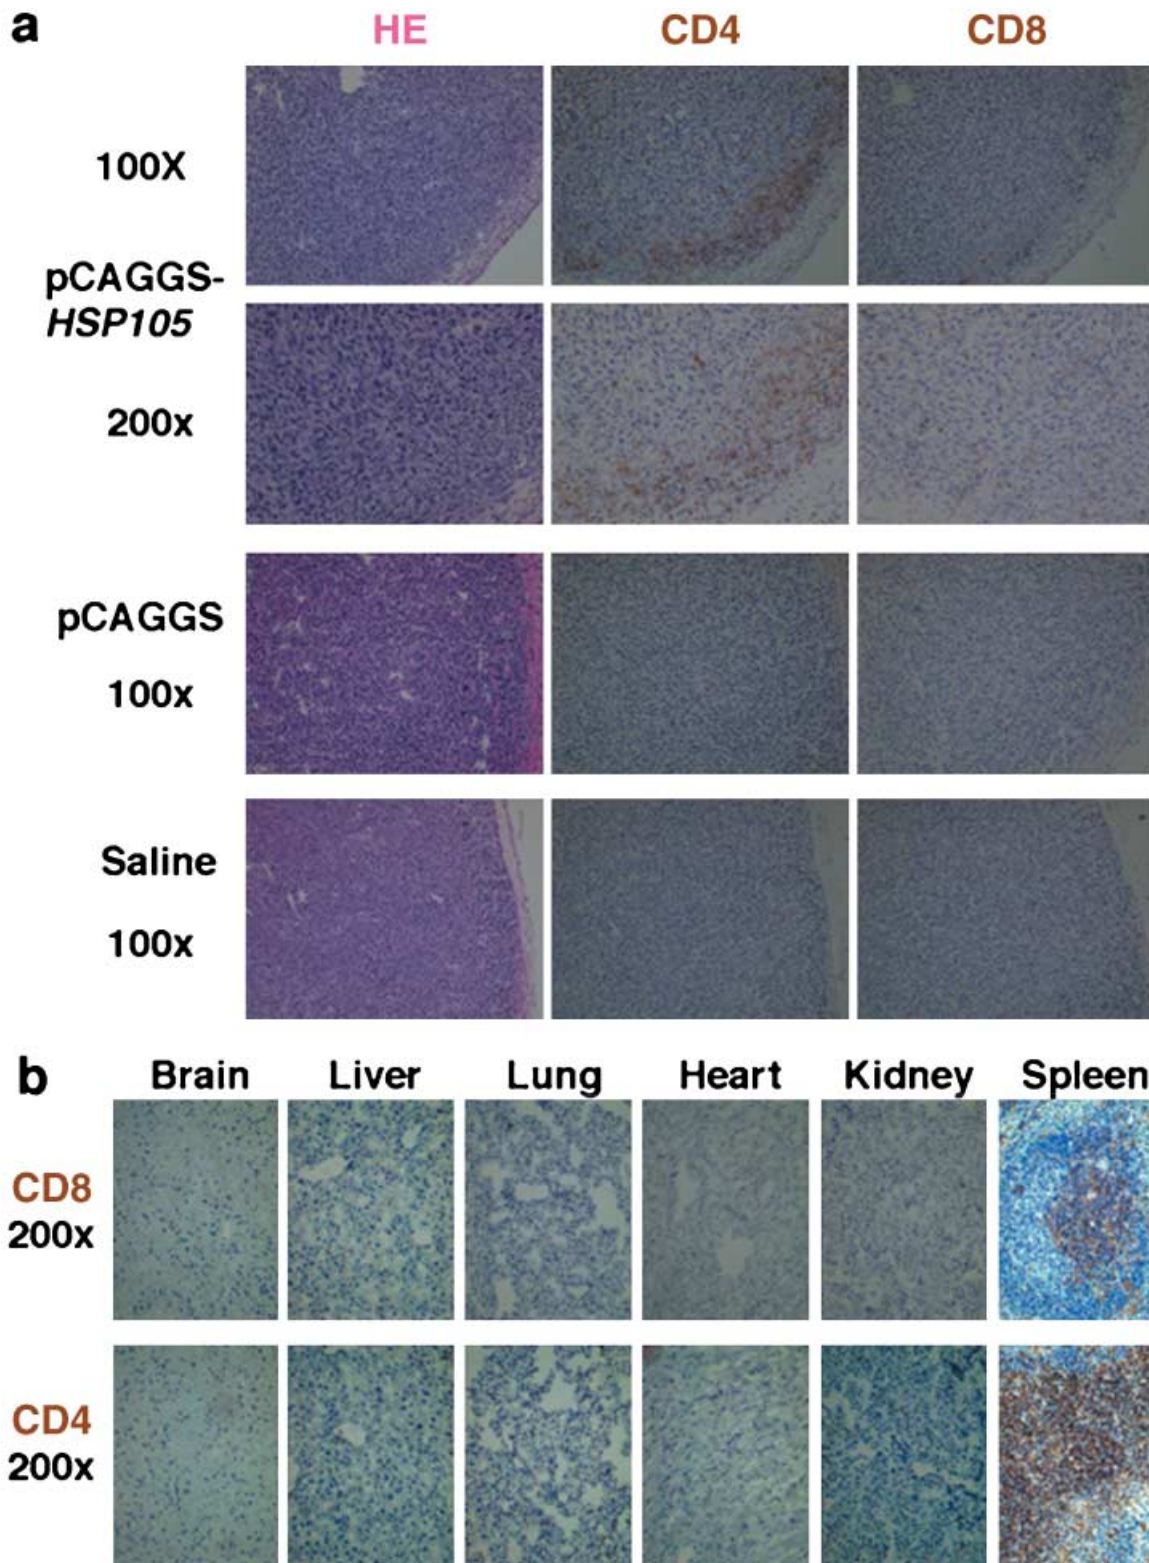 a
HE CD4 CD8
100X
pCAGGS-
HSP105
200x
pCAGGS
100x
Saline
100x
b
Brain Liver Lung Heart Kidney Spleen
CD8
200x
CD4
200x